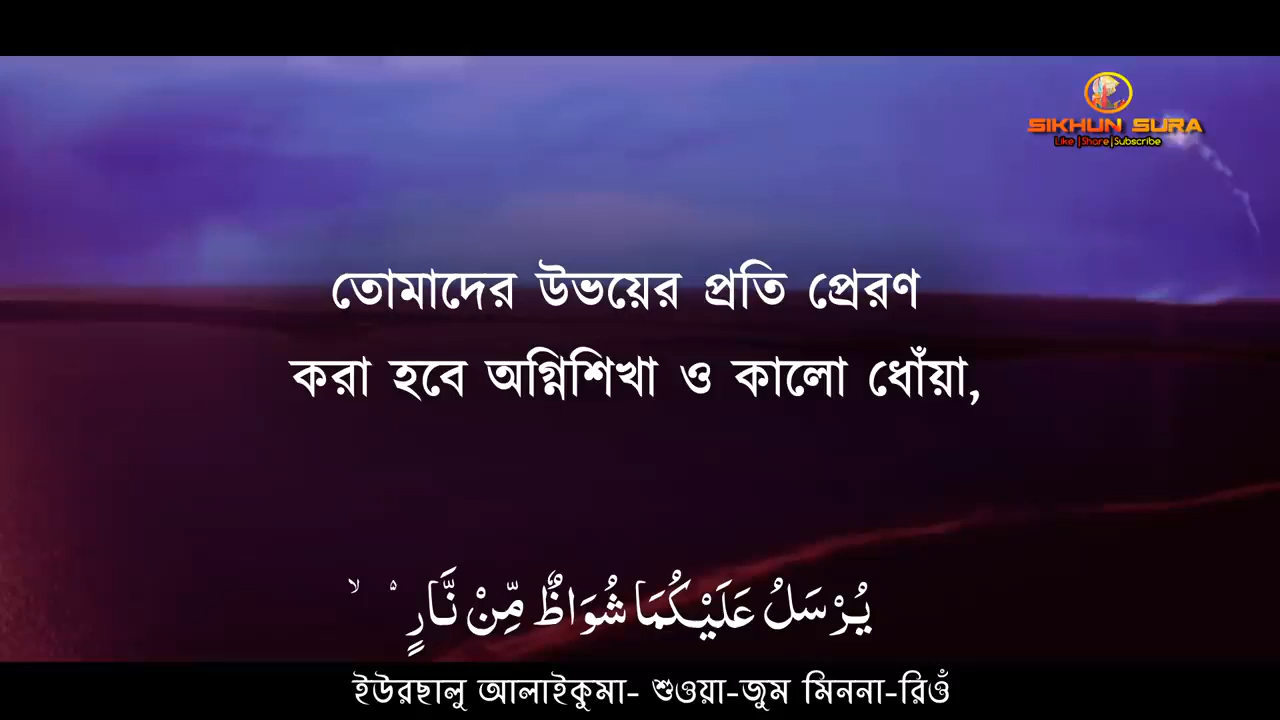 SIKHUN SURA
Like |Share|Subscribe
তোমাদের উভয়ের প্রতি প্রেরণ
করা হবে অগ্নিশিখা ও কালো ধোঁয়া,
يُرْسَلُ عَلَيْكُمَا شُوَاظٌ مِّنْ نَّارٍ ۙ
ইউরছালু আলাইকুমা- শুওয়া-জুম মিননা-রিওঁ